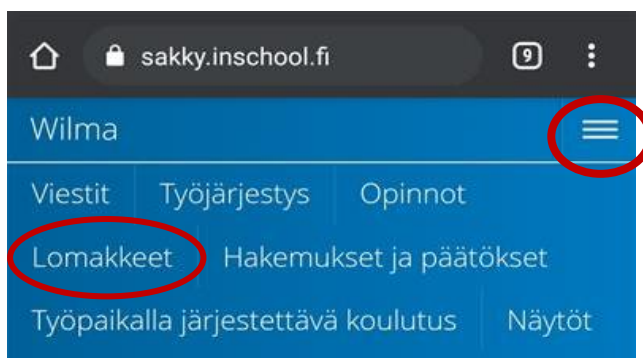 sakky.inschool.fi 9
Wilma
Viestit Työjärjestys Opinnot
Lomakkeet Hakemukset ja päätökset
Työpaikalla järjestettävä koulutus Näytöt